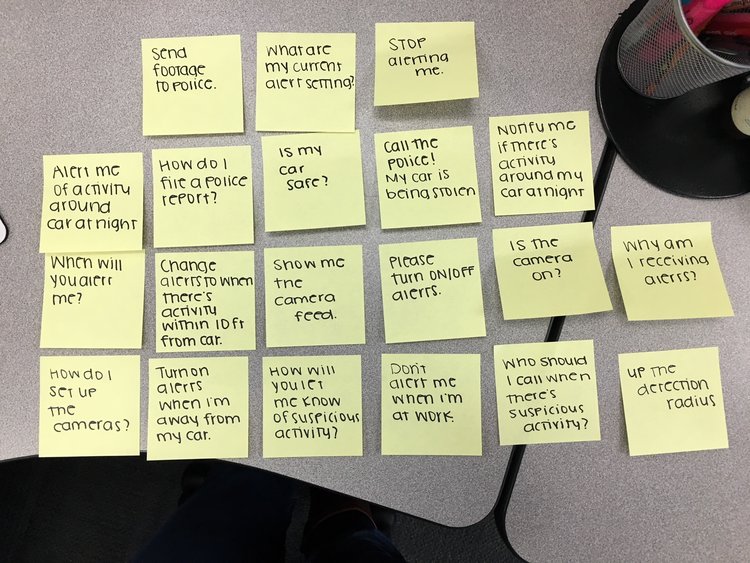 Send
footage
to police.
What are
my current
alert setting?
STOP
alerting
me.
Alert me
of activity
around
car at night
How do I
file a police
report?
Is my
car
safe?
Call the
police!
My car is
being stolen
Notify me
if there's
activity
around my
car at night
When will
you alert
me?
Change
alerts to when
there's
activity
within 10ft
from car.
Show me
the
camera
feed.
Please
turn on/off
alerts.
Is the
camera
on?
Why am
I receiving
alerts?
How do I
set up
the
cameras?
Turn on
alerts
when I'm
away from
my car.
How will
you let
me know
of suspicious
activity?
Don't
alert me
when I'm
at work.
Who should
I call when
there's
suspicious
activity?
Up the
detection
radius